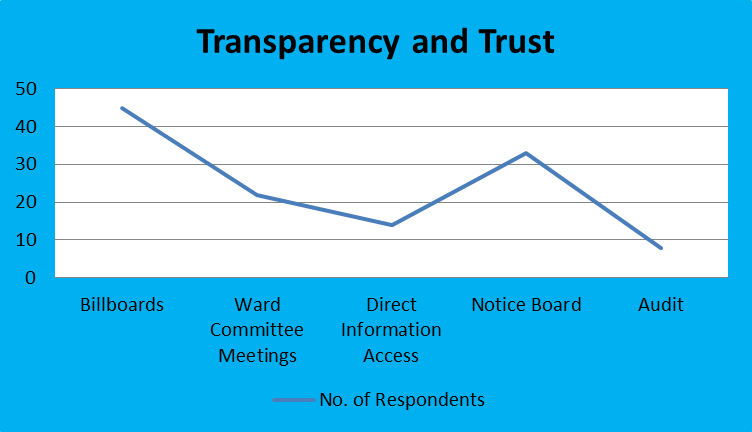 Transparency and Trust
50
40
30
20
10
0
Billboards
Ward
Committee
Meetings
Direct
Information
Access
Notice Board
Audit
No. of Respondents